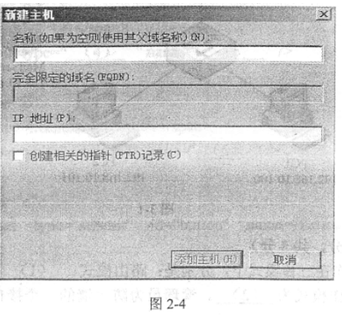 新建主机
名称(如果为空则使用其父域名称)(N):
完全限定的域名(FQDN):
IP 地址(P):
创建相关的指针(PTR)记录(C)
添加主机(H)
取消
图 2-4